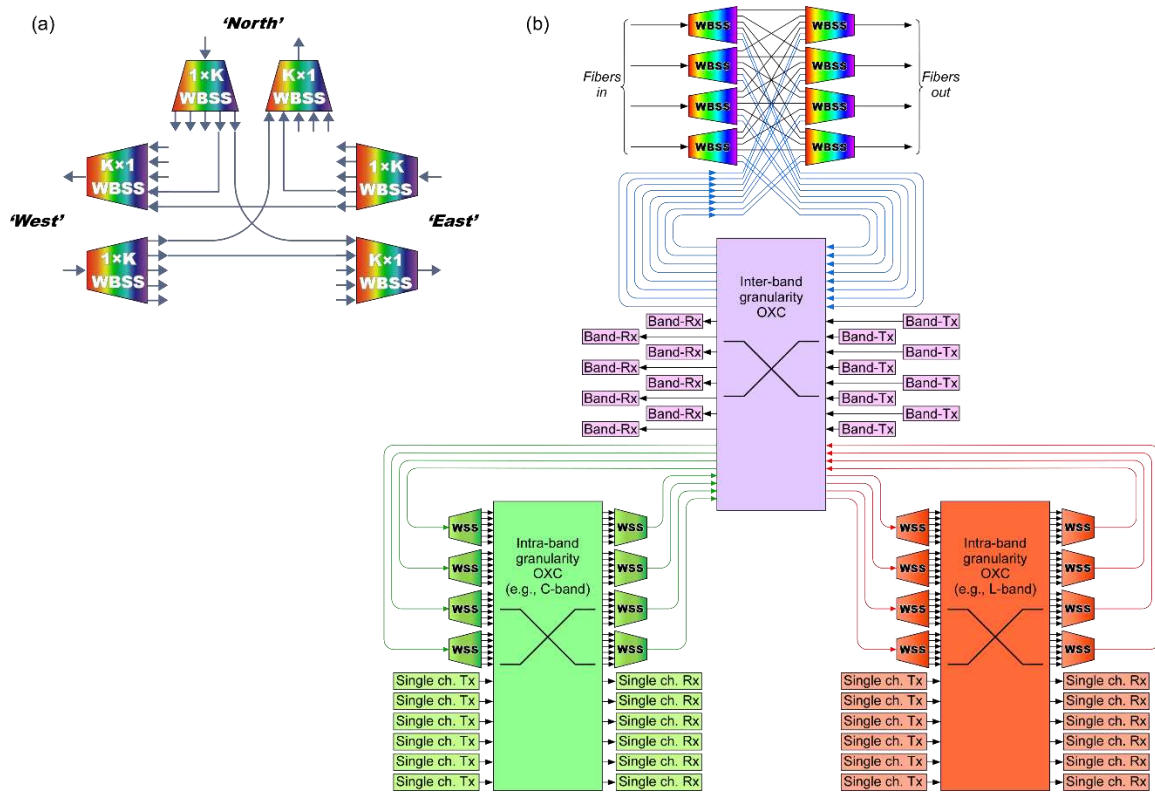 (a)
'North'
1×K
WBSS
K×1
WBSS
K×1
WBSS
1×K
WBSS
'West'
'East'
1×K
WBSS
K×1
WBSS
(b)
WBSS
WBSS
WBSS
WBSS
WBSS
WBSS
WBSS
WBSS
Fibers
in
Fibers
out
Inter-band
granularity
OXC
Band-Rx
Band-Tx
Band-Rx
Band-Tx
Band-Rx
Band-Tx
Band-Rx
Band-Tx
Band-Rx
Band-Tx
Band-Rx
Band-Tx
Band-Rx
Band-Tx
Band-Rx
Band-Tx
WSS
WSS
WSS
WSS
Intra-band
granularity
OXC
(e.g., C-band)
WSS
WSS
WSS
WSS
Single ch. Tx
Single ch. Rx
Single ch. Tx
Single ch. Rx
Single ch. Tx
Single ch. Rx
Single ch. Tx
Single ch. Rx
Single ch. Tx
Single ch. Rx
Single ch. Tx
Single ch. Rx
WSS
WSS
WSS
WSS
Intra-band
granularity
OXC
(e.g., L-band)
WSS
WSS
WSS
WSS
Single ch. Tx
Single ch. Rx
Single ch. Tx
Single ch. Rx
Single ch. Tx
Single ch. Rx
Single ch. Tx
Single ch. Rx
Single ch. Tx
Single ch. Rx
Single ch. Tx
Single ch. Rx